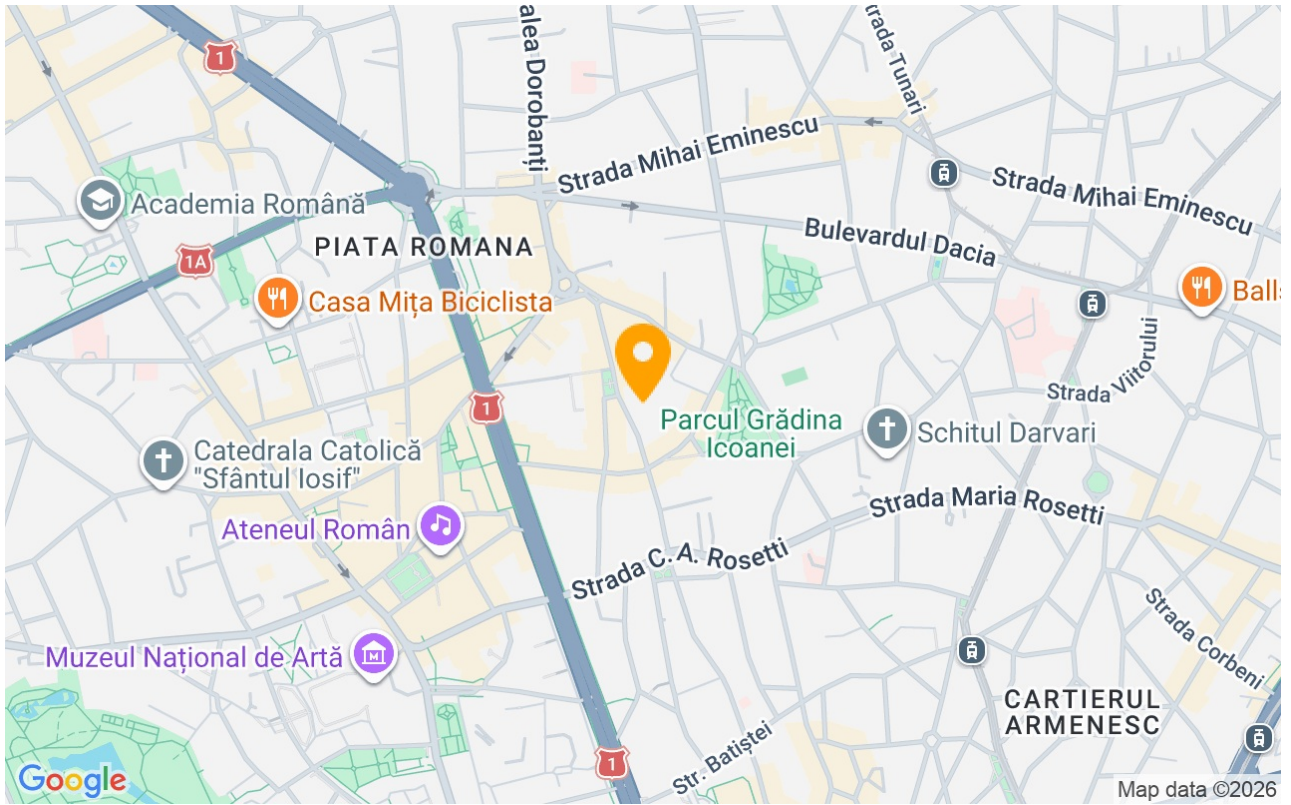 1
alea Dorobanți
trada Tunari
Strada Mihai Eminescu
Strada Mihai Eminescu
Academia Română
PIATA ROMANA
Bulevardul Dacia
1A
Casa Mița Biciclista
Balls
Strada Viitorului
1
Parcul Grădina
Icoanei
Schitul Darvari
Catedrala Catolică
"Sfântul Iosif"
Strada Maria Rosetti
Ateneul Român
Strada C. A. Rosetti
Strada Corbeni
Muzeul Național de Artă
M
CARTIERUL
ARMENESC
Str. Batiștei
1
Google
Map data ©2026